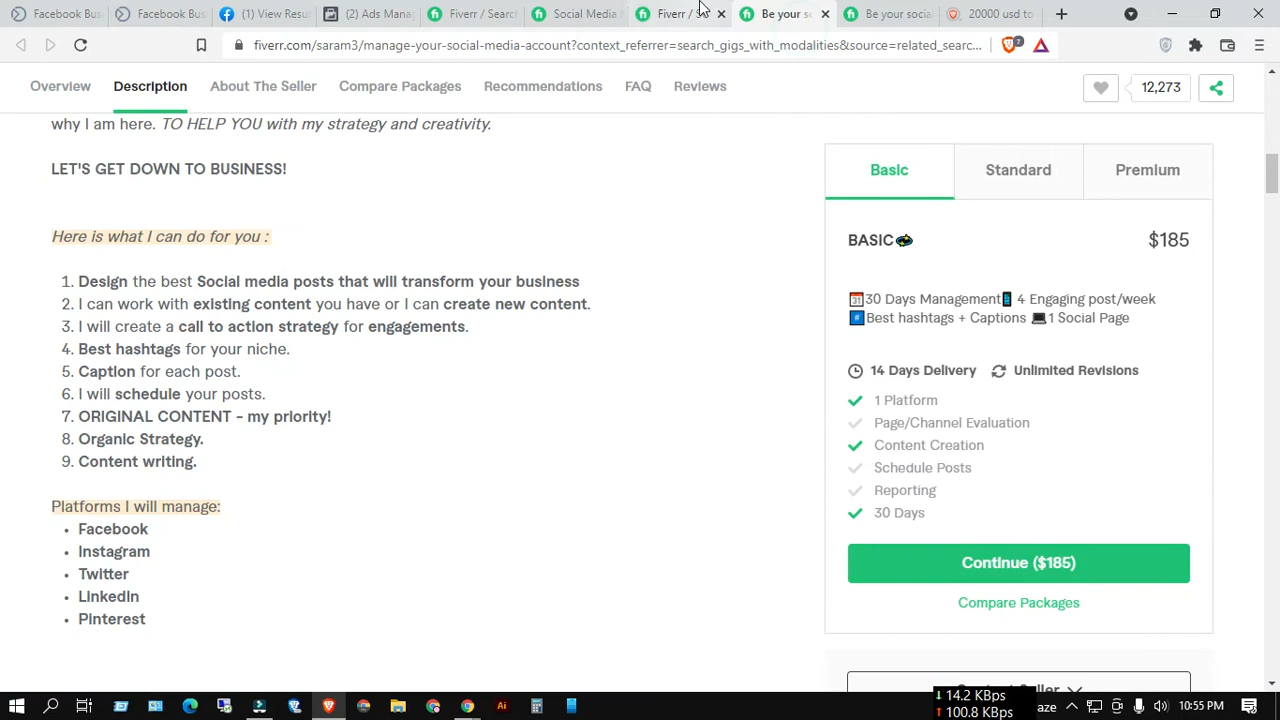 Facebook Bus
Facebook Bus
(1) View Resu
(2) Ads Mana
Fiverr / Search
Social Media
Fiverr / S
Be your so
Be your socia
20000 usd to
fiverr.com/saram3/manage-your-social-media-account?context_referrer=search_gigs_with_modalities&source=related_searc...
7
Overview
Description
About The Seller
Compare Packages
Recommendations
FAQ
Reviews
12,273
why I am here. TO HELP YOU with my strategy and creativity.
LET'S GET DOWN TO BUSINESS!
Here is what I can do for you :
1. Design the best Social media posts that will transform your business
2. I can work with existing content you have or I can create new content.
3. I will create a call to action strategy for engagements.
4. Best hashtags for your niche.
5. Caption for each post.
6. I will schedule your posts.
7. ORIGINAL CONTENT - my priority!
8. Organic Strategy.
9. Content writing.
Platforms I will manage:
• Facebook
• Instagram
• Twitter
• LinkedIn
• Pinterest
Basic
Standard
Premium
BASIC
$185
30 Days Management 4 Engaging post/week
# Best hashtags + Captions 1 Social Page
14 Days Delivery
Unlimited Revisions
1 Platform
Page/Channel Evaluation
Content Creation
Schedule Posts
Reporting
30 Days
Continue ($185)
Compare Packages
Ai
↓ 14.2 KBps
↑ 100.8 KBps
aze
10:55 PM